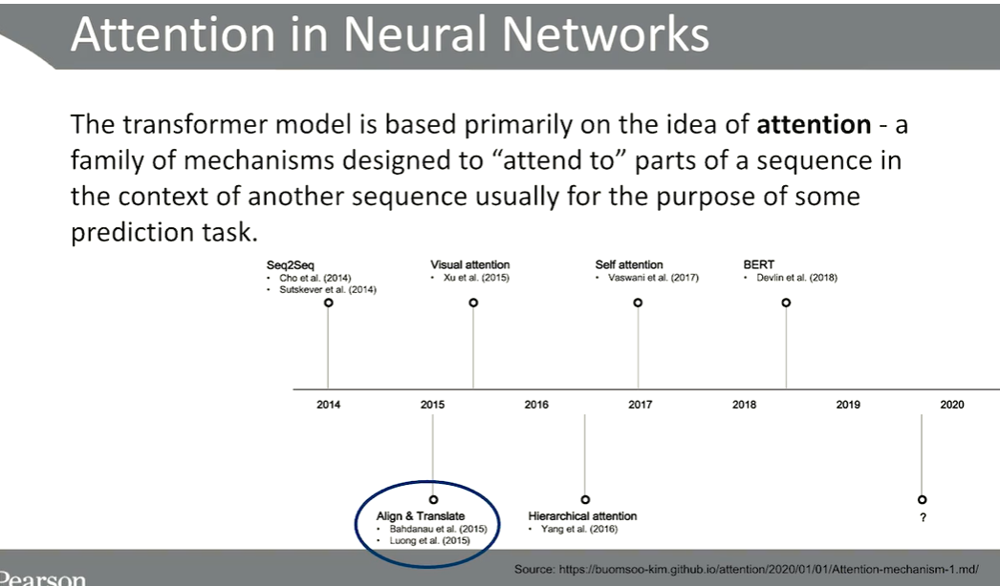 Attention in Neural Networks
The transformer model is based primarily on the idea of attention - a
family of mechanisms designed to “attend to” parts of a sequence in
the context of another sequence usually for the purpose of some
prediction task.
Seq2Seq
• Cho et al. (2014)
• Sutskever et al. (2014)
Visual attention
• Xu et al. (2015)
Self attention
• Vaswani et al. (2017)
BERT
• Devlin et al. (2018)
2014 2015 2016 2017 2018 2019 2020
Align & Translate
• Bahdanau et al. (2015)
• Luong et al. (2015)
Hierarchical attention
• Yang et al. (2016)
?
Source: https://buomsoo-kim.github.io/attention/2020/01/01/Attention-mechanism-1.md/
Pearson